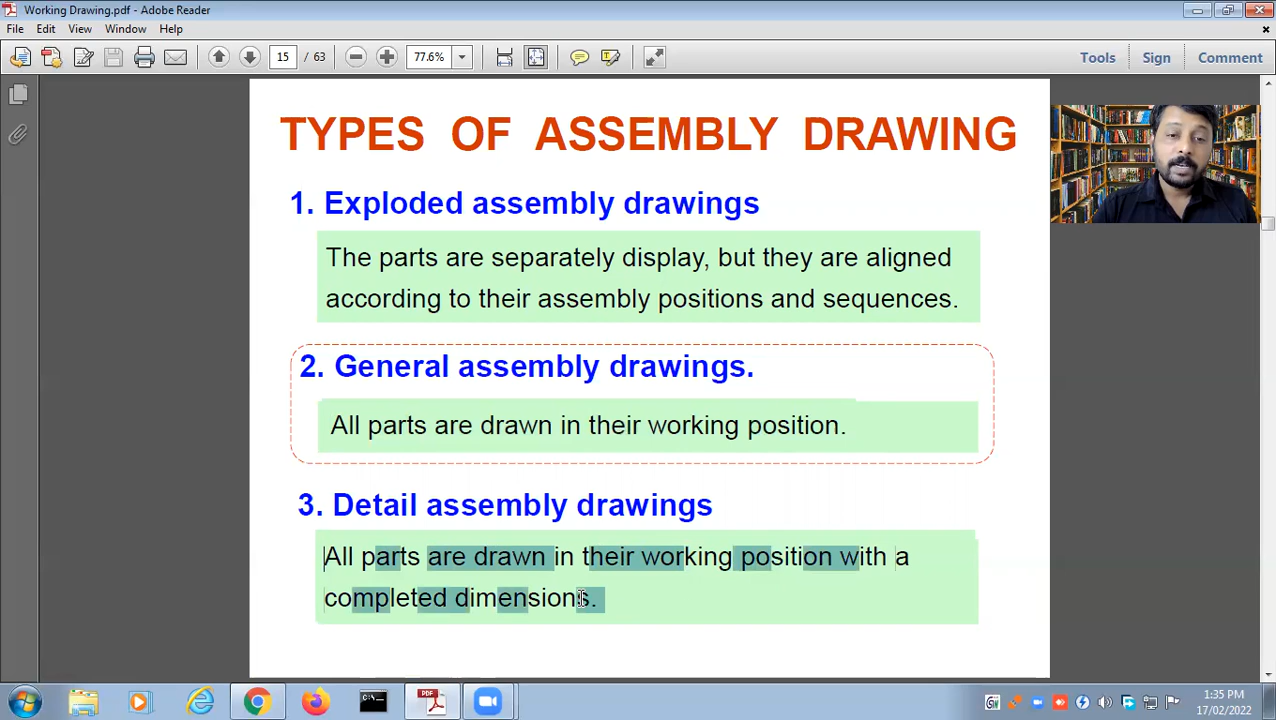 Working Drawing.pdf - Adobe Reader
File Edit View Window Help
15 / 63 77.6% Tools Sign Comment
TYPES OF ASSEMBLY DRAWING
1. Exploded assembly drawings
The parts are separately display, but they are aligned
according to their assembly positions and sequences.
2. General assembly drawings.
All parts are drawn in their working position.
3. Detail assembly drawings
All parts are drawn in their working position with a
completed dimensions.
PDF
1:35 PM
17/02/2022